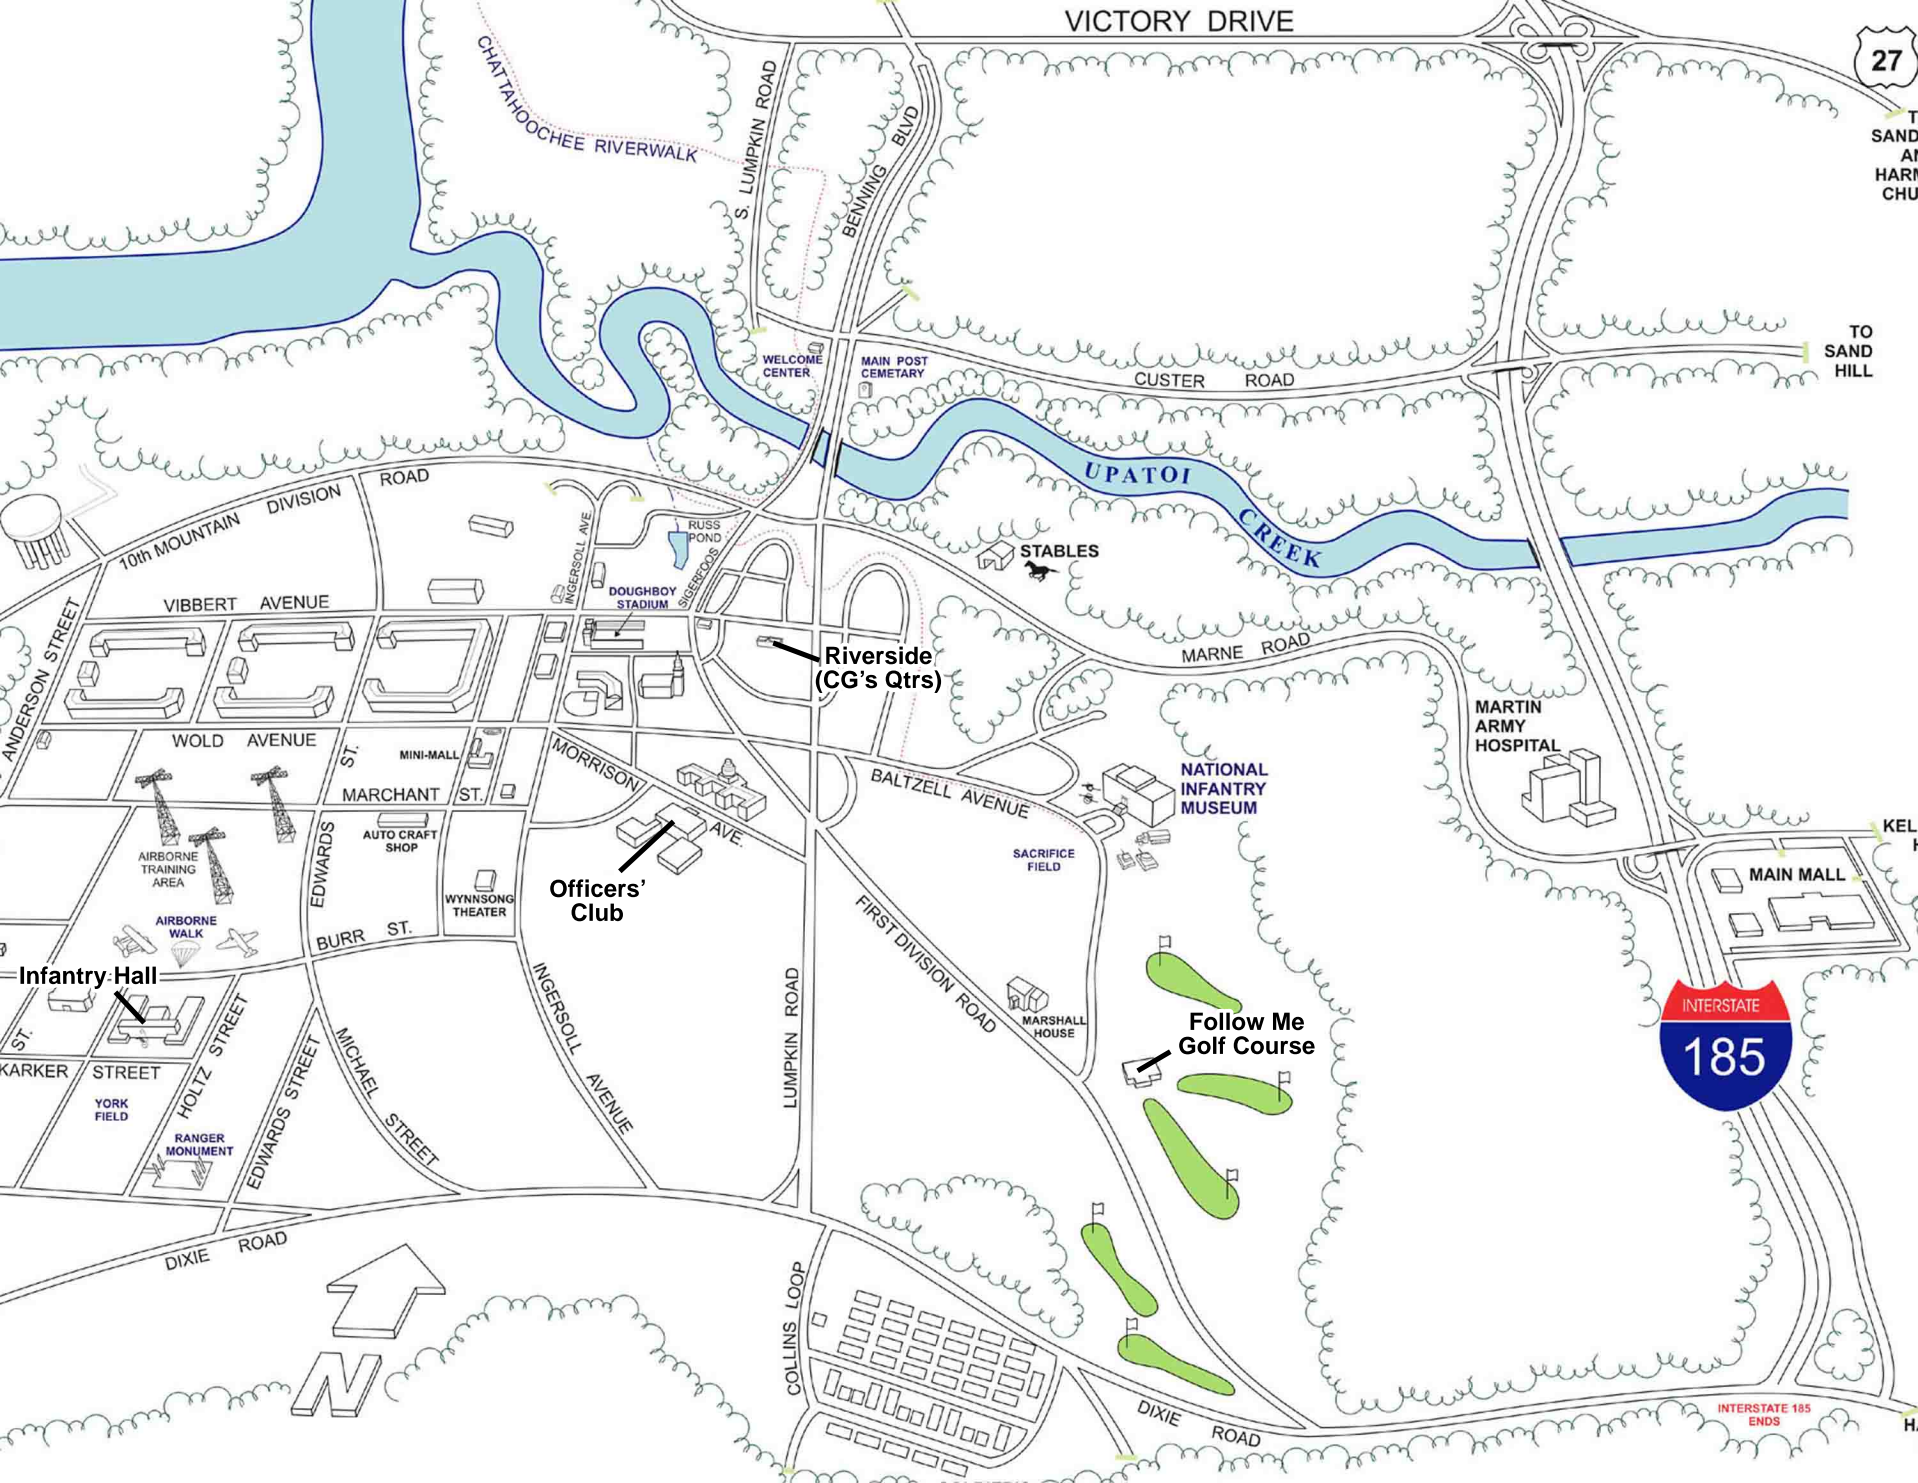 VICTORY DRIVE
27
SAND
HARM
CHU
CHATTAHOOCHEE RIVERWALK
S. LUMPKIN ROAD
BENNING BLVD
TO
SAND
HILL
WELCOME
CENTER
MAIN POST
CEMETARY
CUSTER ROAD
UPATOI
CREEK
10th MOUNTAIN DIVISION ROAD
INGERSOLL AVE.
RUSS
POND
SIGERFOOS
STABLES
DOUGHBOY
STADIUM
VIBBERT AVENUE
ANDERSON STREET
Riverside
(CG's Qtrs)
MARNE ROAD
MARTIN
ARMY
HOSPITAL
WOLD AVENUE
ST.
MINI-MALL
MORRISON
AVE.
BALTZELL AVENUE
NATIONAL
INFANTRY
MUSEUM
MARCHANT ST.
AUTO CRAFT
SHOP
EDWARDS
AIRBORNE
TRAINING
AREA
KEL
SACRIFICE
FIELD
MAIN MALL
Officers'
Club
WYNNSONG
THEATER
AIRBORNE
WALK
BURR ST.
FIRST DIVISION ROAD
Infantry Hall
INGERSOLL AVENUE
LUMPKIN ROAD
MARSHALL
HOUSE
Follow Me
Golf Course
INTERSTATE
185
ST.
KARKER STREET
HOLTZ STREET
EDWARDS STREET
MICHAEL STREET
YORK
FIELD
RANGER
MONUMENT
DIXIE ROAD
N
COLLINS LOOP
DIXIE ROAD
INTERSTATE 185
ENDS